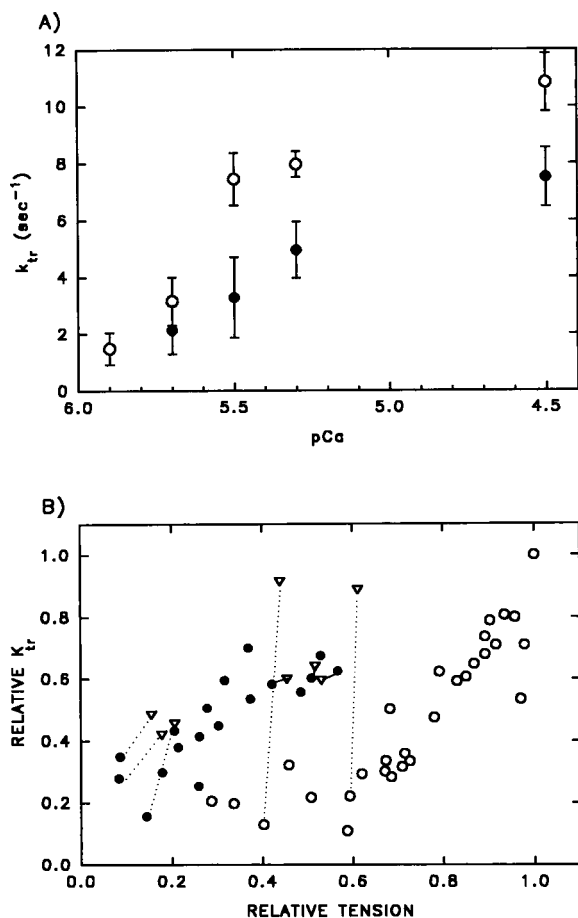 A)
12
10
8
6
4
2
0
k_tr (sec⁻¹)
6.0 5.5 5.0 4.5
pCa
B)
1.0
0.8
0.6
0.4
0.2
0.0
RELATIVE K_tr
0.0 0.2 0.4 0.6 0.8 1.0
RELATIVE TENSION